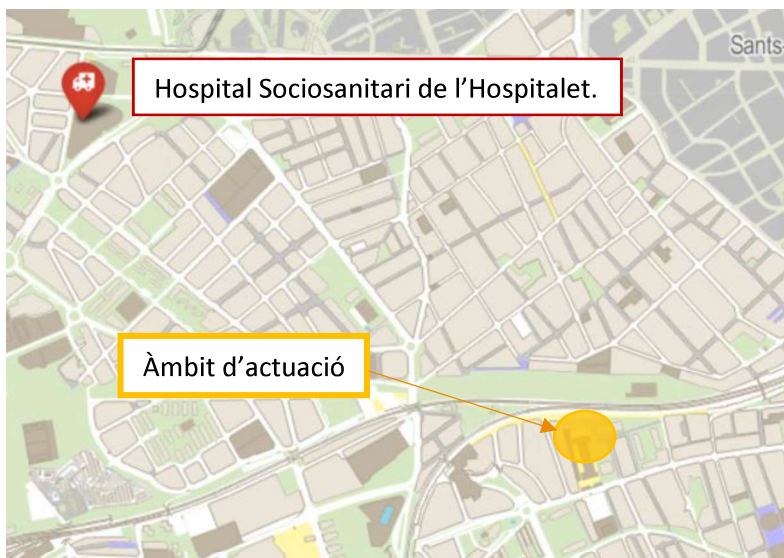 Sants-
Hospital Sociosanitari de l’Hospitalet.
Àmbit d’actuació